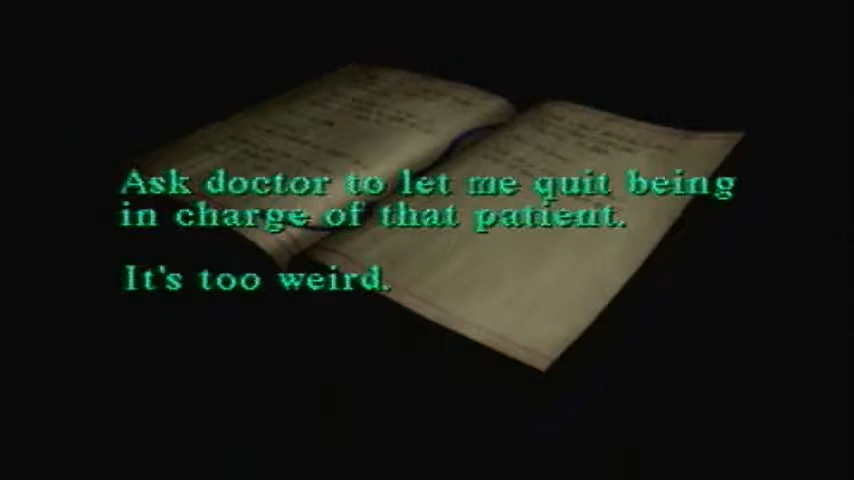 Ask doctor to let me quit being
in charge of that patient.
It's too weird.